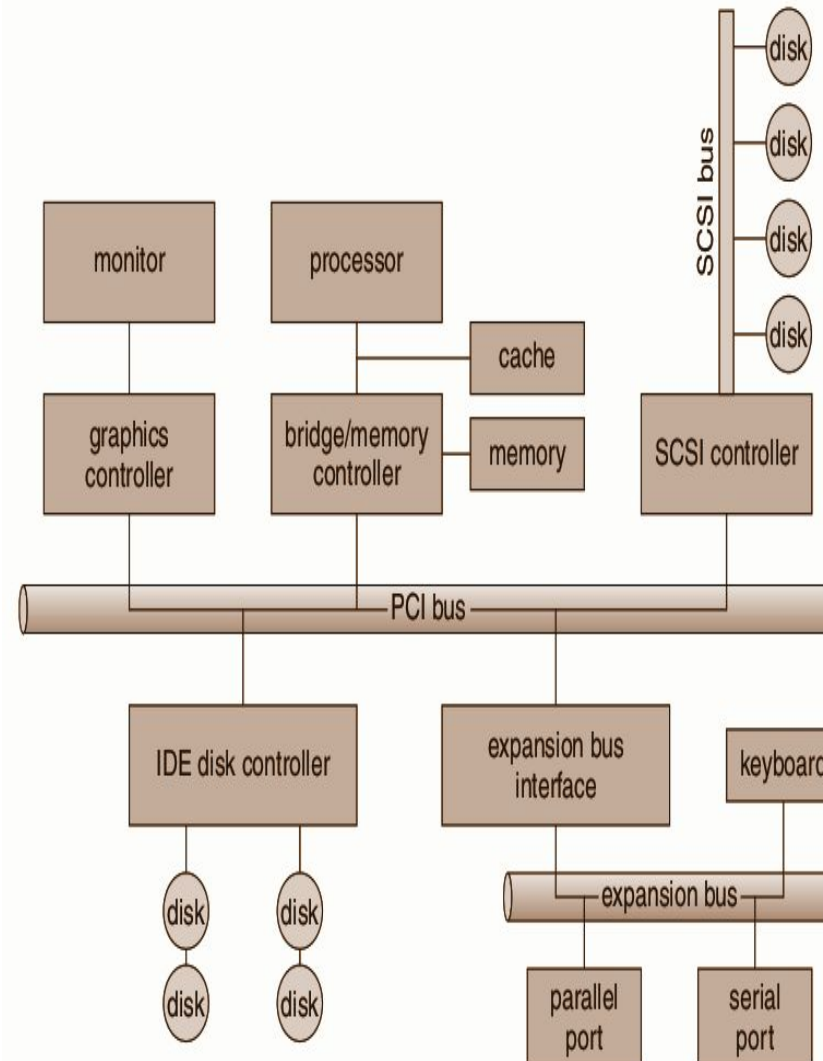 disk
disk
disk
disk
SCSI bus
monitor
processor
cache
graphics
controller
bridge/memory
controller
memory
SCSI controller
PCI bus
IDE disk controller
expansion bus
interface
keyboard
disk
disk
expansion bus
disk
disk
parallel
port
serial
port